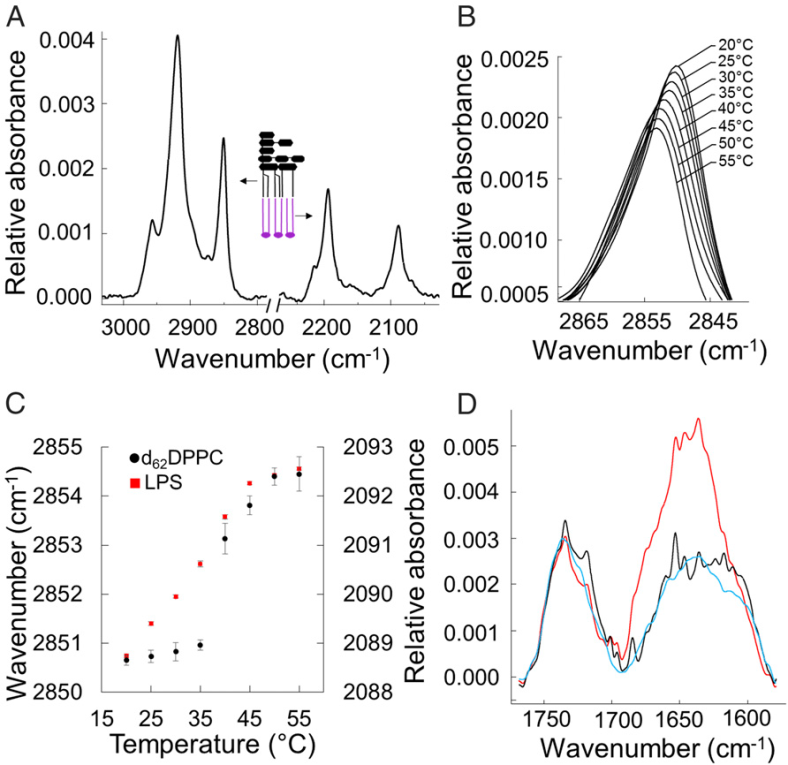 A
Relative absorbance
0.004
0.003
0.002
0.001
0.000
3000 2900 2800 2200 2100
Wavenumber (cm-1)
B
Relative absorbance
0.0025
0.0020
0.0015
0.0010
0.0005
20°C
25°C
30°C
35°C
40°C
45°C
50°C
55°C
2865 2855 2845
Wavenumber (cm-1)
C
Wavenumber (cm-1)
2855
2854
2853
2852
2851
2850
d62DPPC
LPS
2093
2092
2091
2090
2089
2088
Relative absorbance
15 25 35 45 55
Temperature (°C)
D
Relative absorbance
0.005
0.004
0.003
0.002
0.001
0.000
1750 1700 1650 1600
Wavenumber (cm-1)